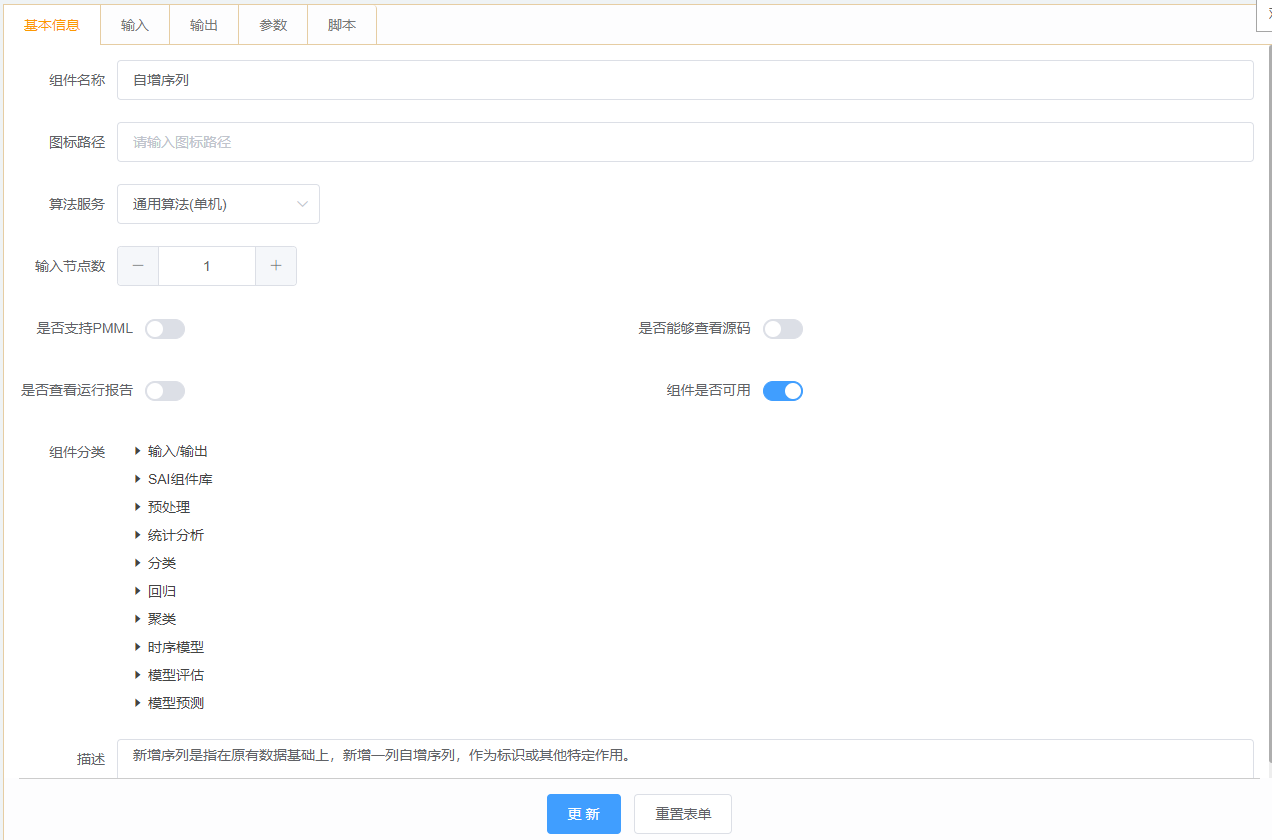 基本信息
输入
输出
参数
脚本
组件名称
自增序列
图标路径
请输入图标路径
算法服务
通用算法(单机)
输入节点数
1
是否支持PMML
是否能够查看源码
是否查看运行报告
组件是否可用
组件分类
输入/输出
SAI组件库
预处理
统计分析
分类
回归
聚类
时序模型
模型评估
模型预测
描述
新增序列是指在原有数据基础上，新增一列自增序列，作为标识或其他特定作用。
更新
重置表单